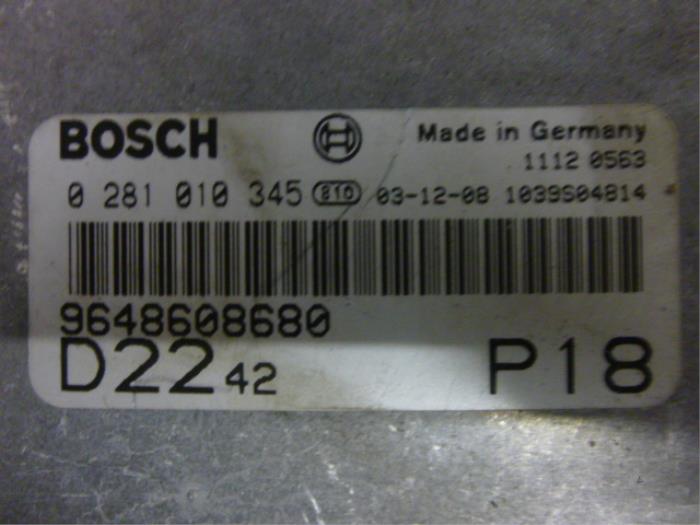 BOSCH Made in Germany
1112 0563
0 281 010 345 810 03-12-08 1039S04814
9648608680
D22 42 P18